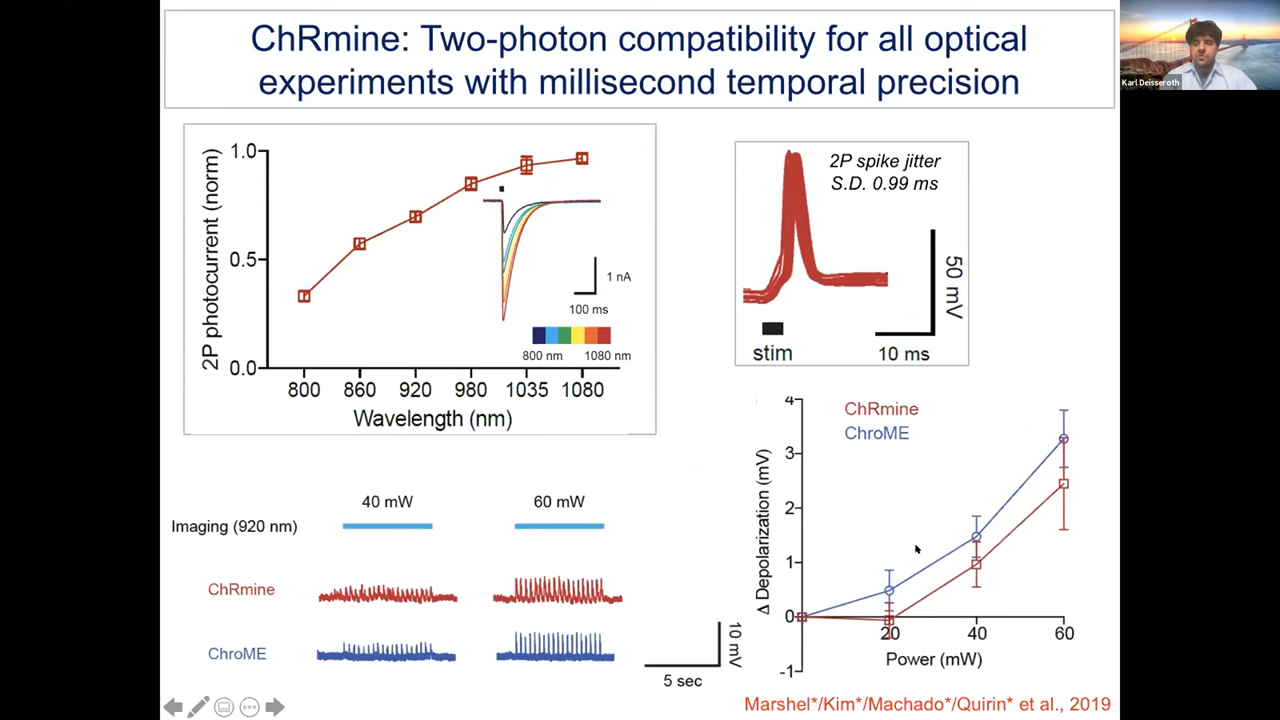 ChRmine: Two-photon compatibility for all optical
experiments with millisecond temporal precision
Karl Deisseroth
2P photocurrent (norm)
1.0
0.5
0.0
800 860 920 980 1035 1080
Wavelength (nm)
1 nA
100 ms
800 nm 1080 nm
2P spike jitter
S.D. 0.99 ms
50 mV
stim
10 ms
40 mW 60 mW
Imaging (920 nm)
ChRmine
ChroME
10 mV
5 sec
ChRmine
ChroME
Δ Depolarization (mV)
4
3
2
1
0
-1
20 40 60
Power (mW)
Marshel*/Kim*/Machado*/Quirin* et al., 2019